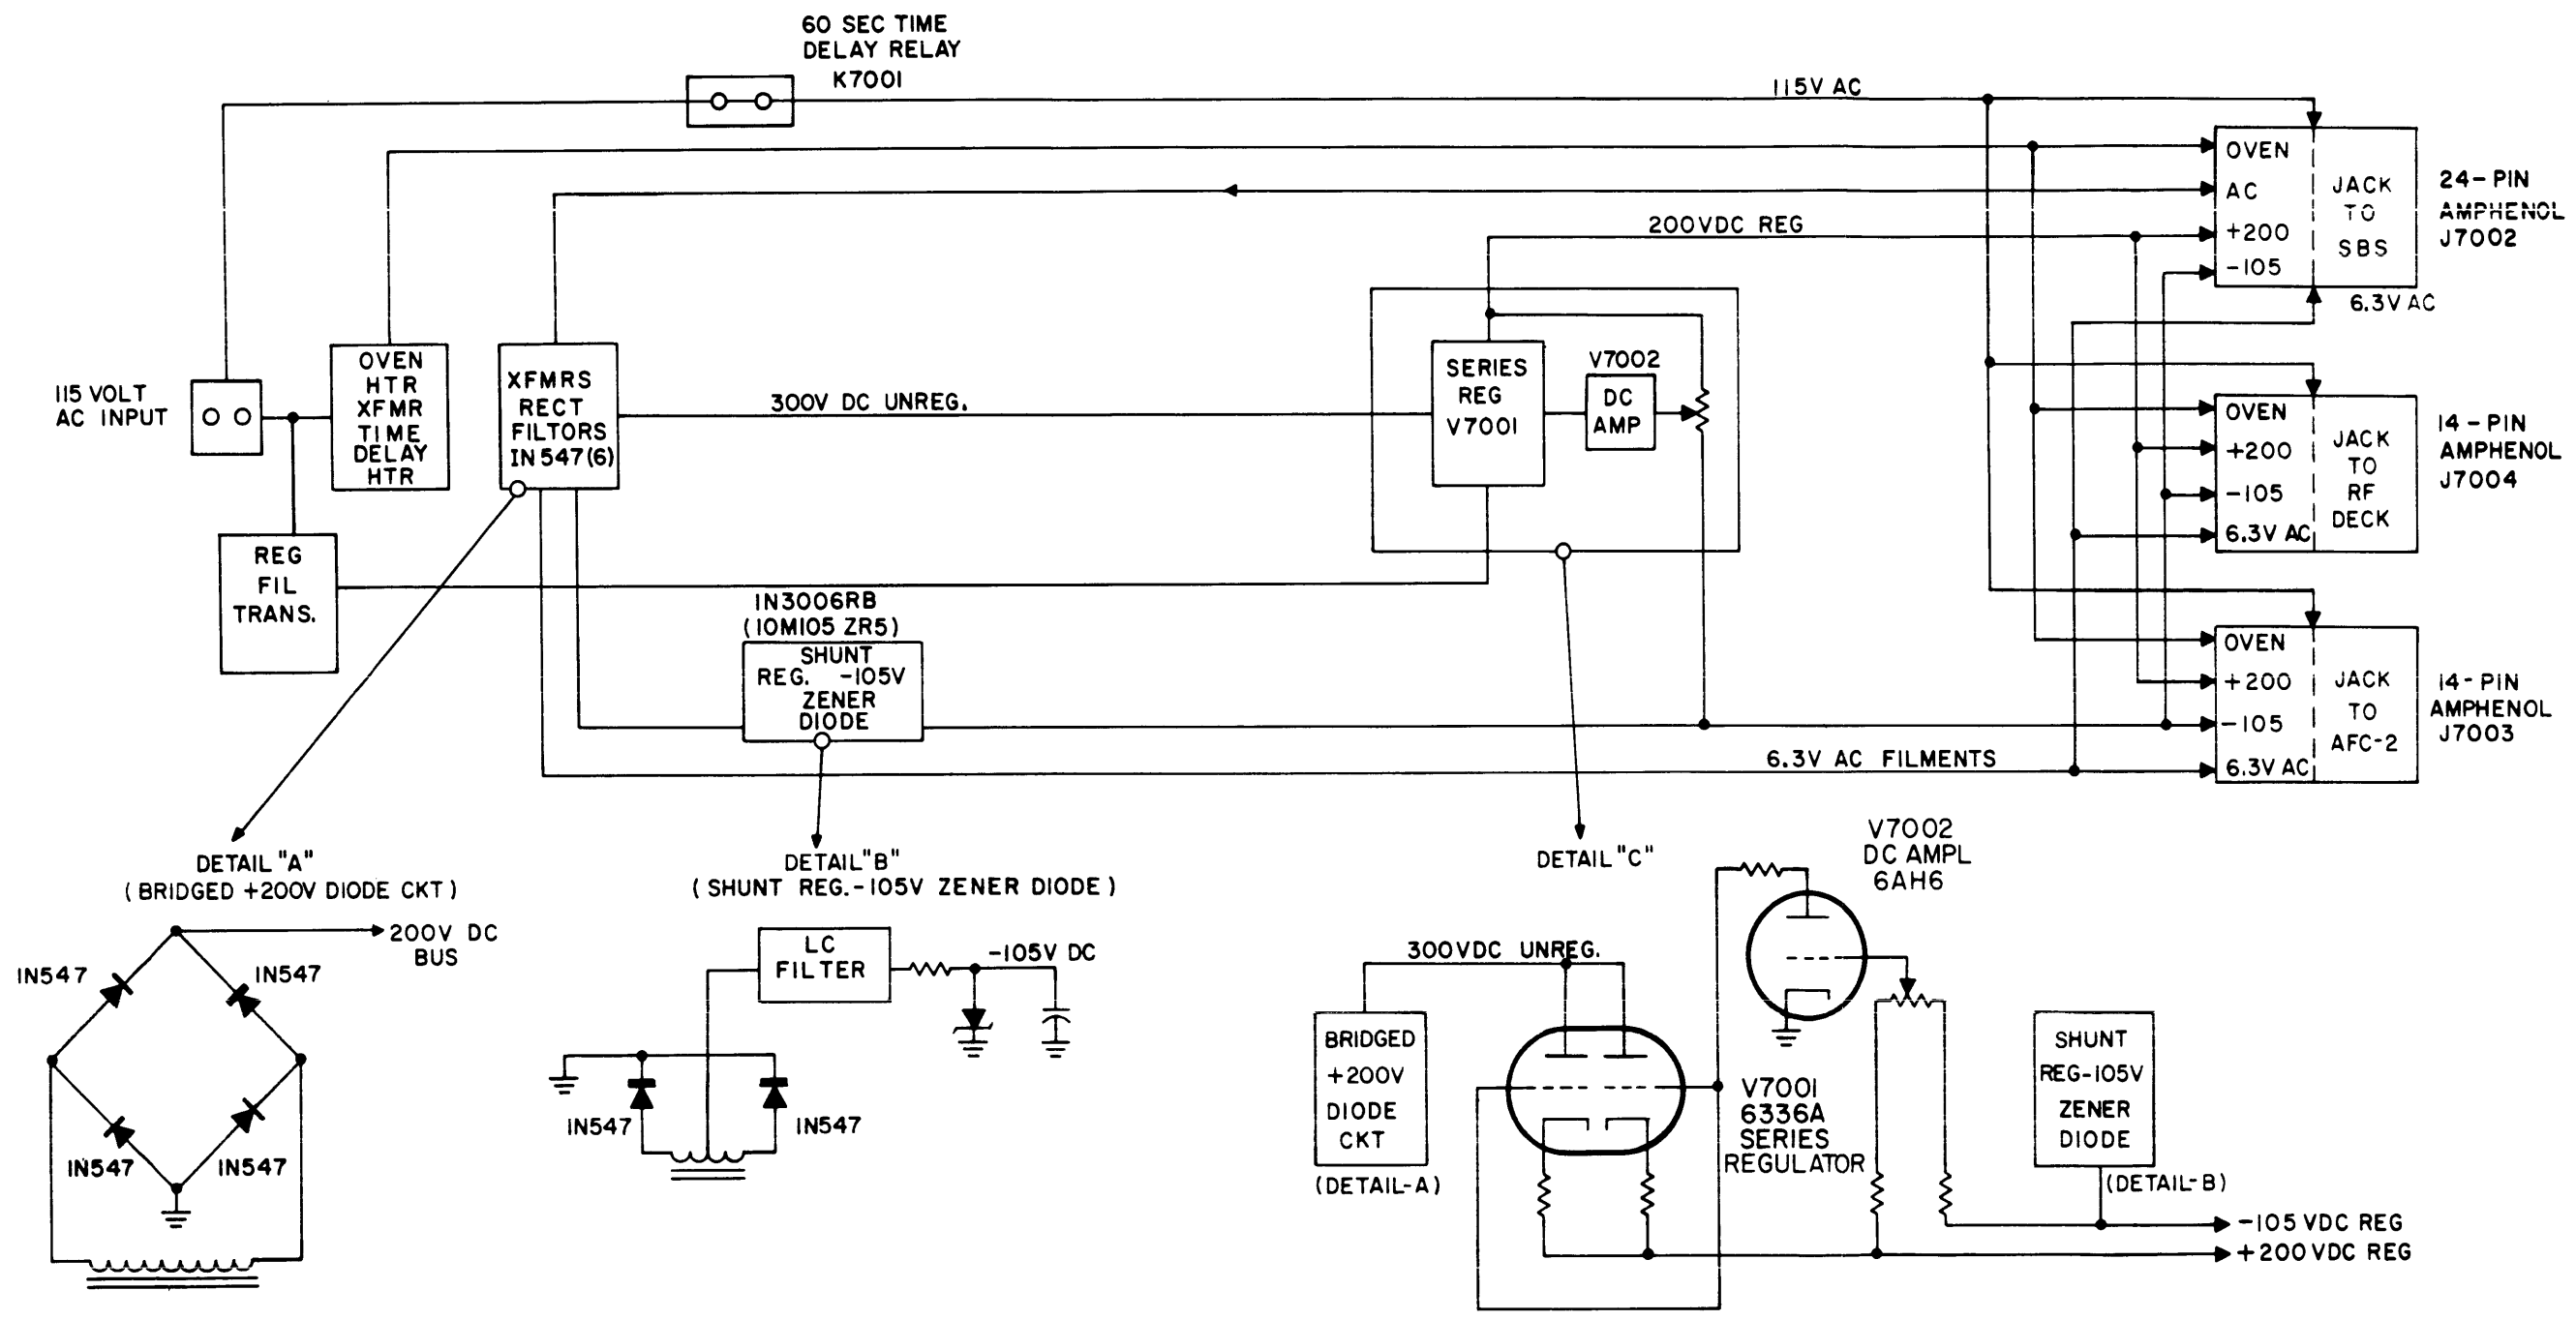 60 SEC TIME
DELAY RELAY
K7001
115V AC
OVEN
AC
+200
-105
JACK
TO
SBS
24-PIN
AMPHENOL
J7002
6.3V AC
200VDC REG
115 VOLT
AC INPUT
OVEN
HTR
XFMR
TIME
DELAY
HTR
XFMRS
RECT
FILTORS
IN547(6)
300V DC UNREG.
SERIES
REG
V7001
V7002
DC
AMP
OVEN
+200
-105
6.3V AC
JACK
TO
RF
DECK
14-PIN
AMPHENOL
J7004
REG
FIL
TRANS.
IN3006RB
(10M105 ZR5)
SHUNT
REG. -105V
ZENER
DIODE
OVEN
+200
-105
6.3V AC
JACK
TO
AFC-2
14-PIN
AMPHENOL
J7003
6.3V AC FILMENTS
DETAIL "A"
(BRIDGED +200V DIODE CKT)
200V DC
BUS
IN547
IN547
IN547
IN547
DETAIL "B"
(SHUNT REG.-105V ZENER DIODE)
LC
FILTER
-105V DC
IN547
IN547
DETAIL "C"
V7002
DC AMPL
6AH6
300VDC UNREG.
BRIDGED
+200V
DIODE
CKT
(DETAIL-A)
V7001
6336A
SERIES
REGULATOR
SHUNT
REG-105V
ZENER
DIODE
(DETAIL-B)
-105 VDC REG
+200 VDC REG